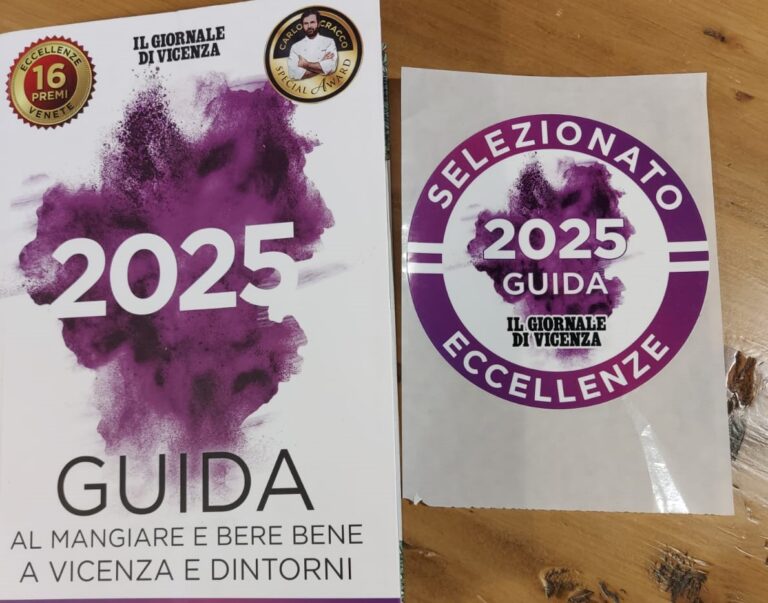 IL GIORNALE
DI VICENZA
ECCELLENZE
16
PREMI
VENETE
CARLO CRACCO
SPECIAL AWARD
2025
GUIDA
AL MANGIARE E BERE BENE
A VICENZA E DINTORNI
SELEZIONATO
2025
GUIDA
IL GIORNALE
DI VICENZA
ECCELLENZE